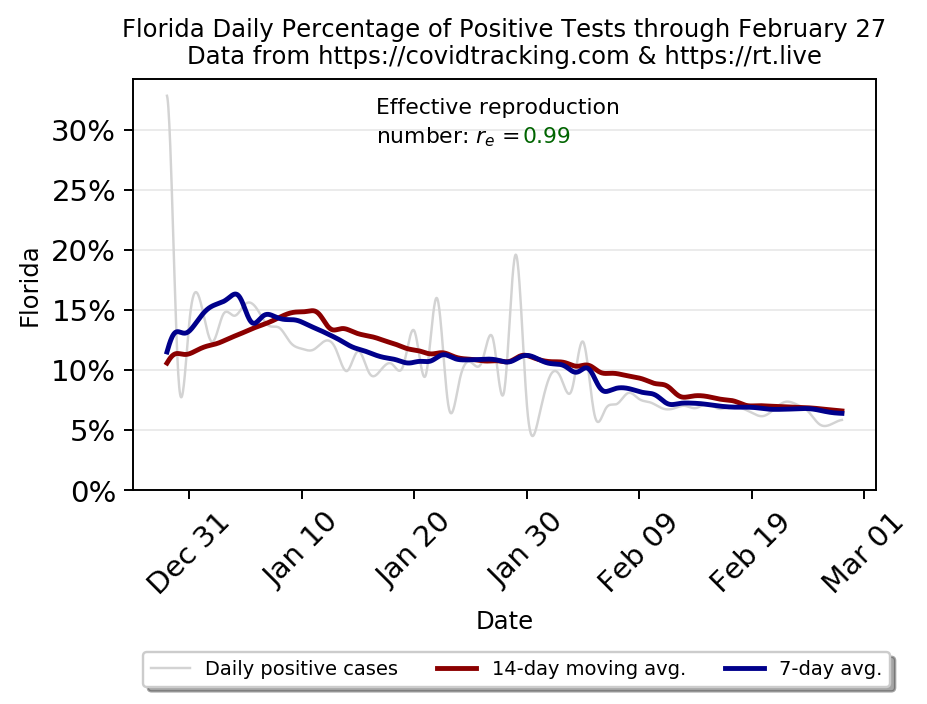 Florida Daily Percentage of Positive Tests through February 27
Data from https://covidtracking.com & https://rt.live
Effective reproduction
number: rₑ = 0.99
30%
25%
20%
15%
10%
5%
0%
Florida
Dec 31
Jan 10
Jan 20
Jan 30
Feb 09
Feb 19
Mar 01
Date
Daily positive cases
14-day moving avg.
7-day avg.